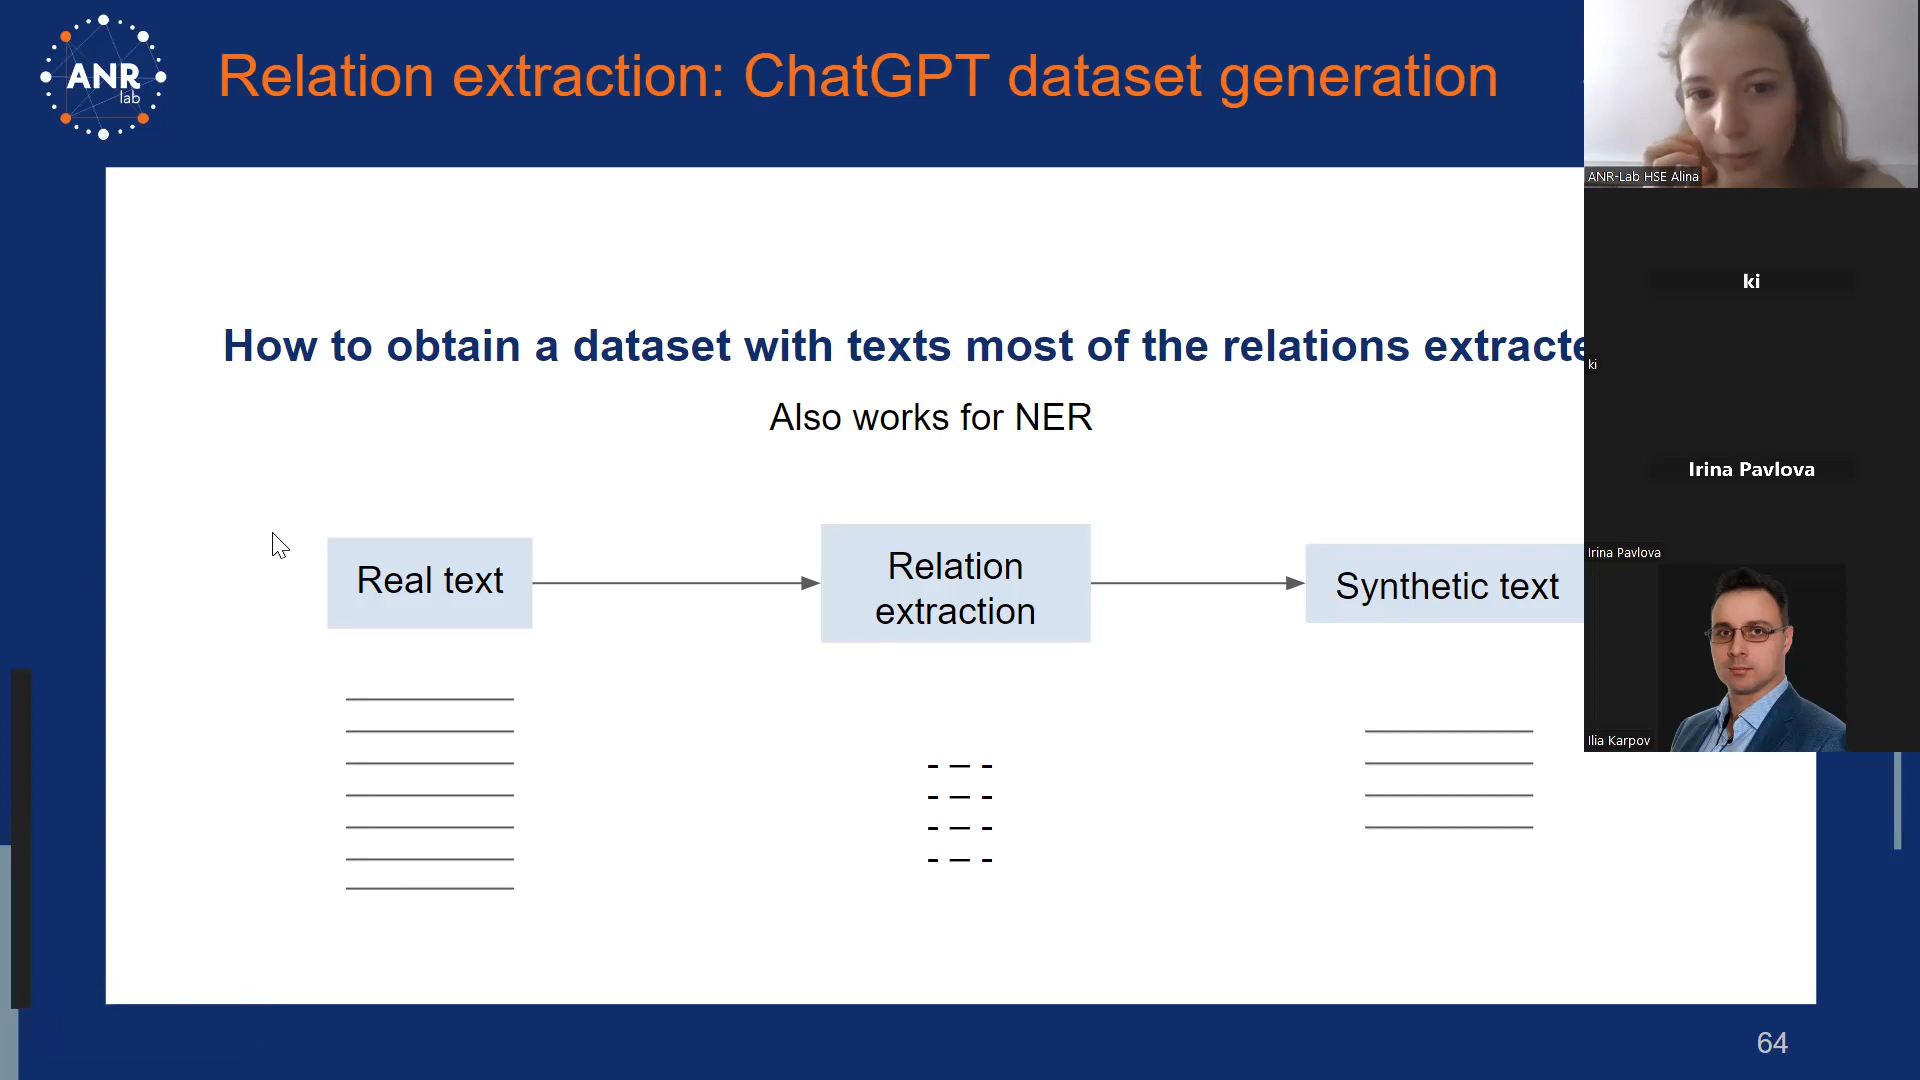 ANR
lab
Relation extraction: ChatGPT dataset generation
How to obtain a dataset with texts most of the relations extracte
Also works for NER
Real text
Relation
extraction
Synthetic text
- – -
- – -
- – -
- – -
64
ANR-Lab HSE Alina
ki
ki
Irina Pavlova
Irina Pavlova
Ilia Karpov